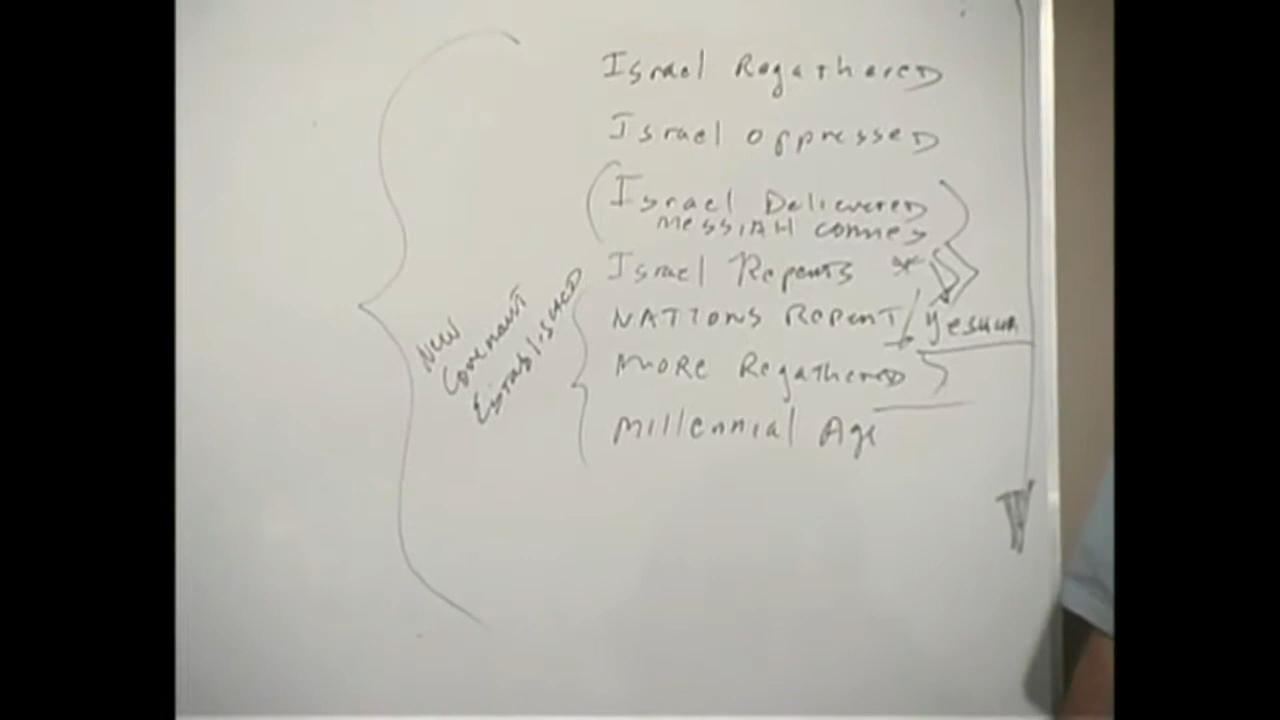 Israel Regathered
Israel oppressed
Israel Delivered
MESSIAH comes
Israel Repents *
NATIONS REPENT / Yeshua
MORE Regathered
Millennial Age
New
Covenant
Established